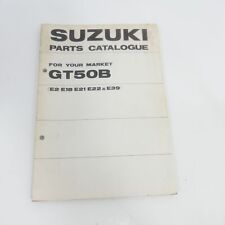 SUZUKI
PARTS CATALOGUE
FOR YOUR MARKET
GT50B
E2 E18 E21 E22 & E39